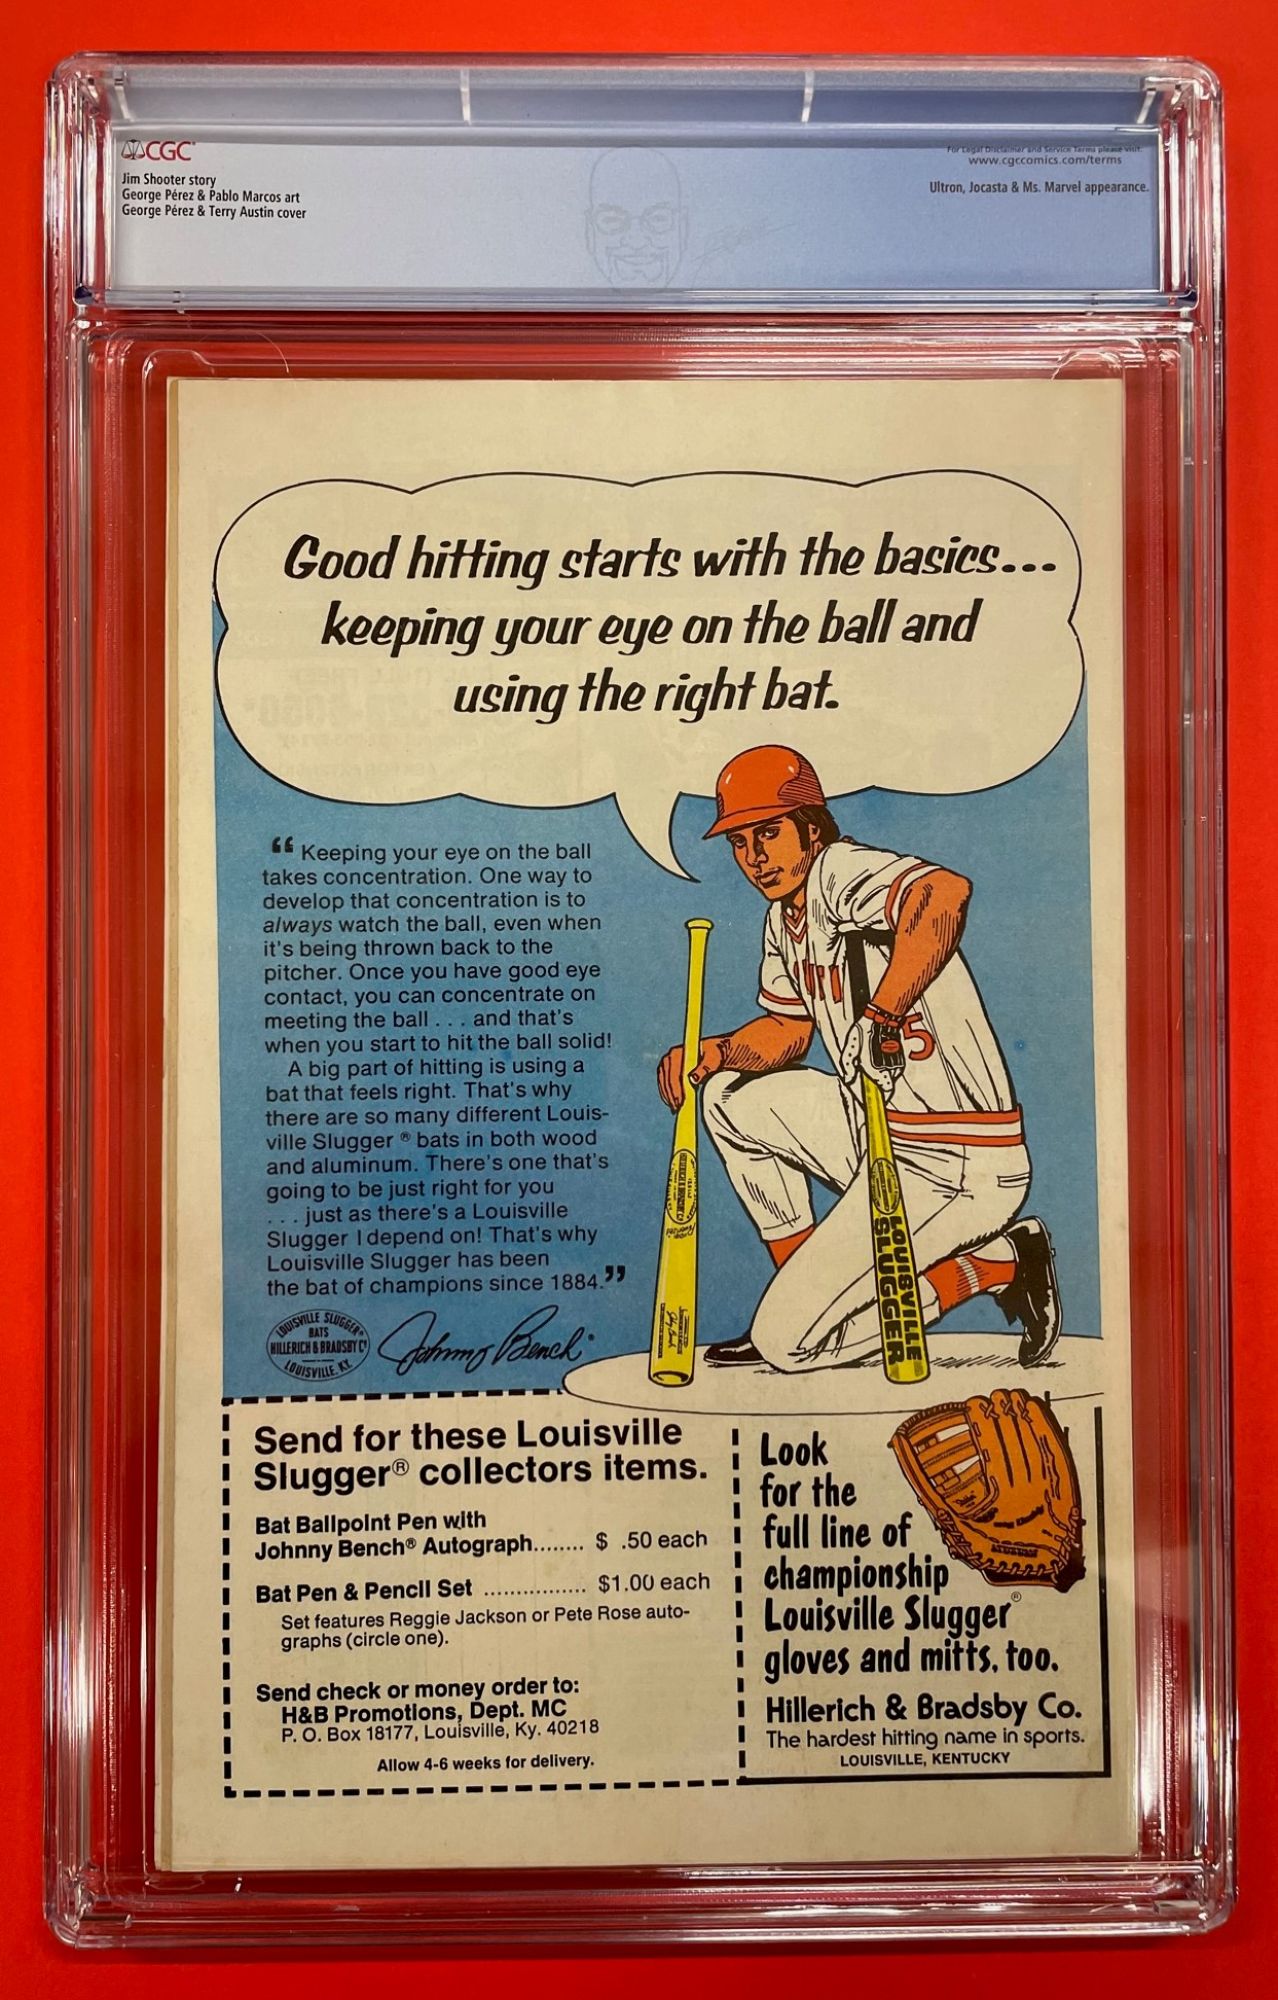 CGC
For Legal Disclaimer and Service Terms please visit:
www.cgccomics.com/terms
Jim Shooter story
George Pérez & Pablo Marcos art
George Pérez & Terry Austin cover
Ultron, Jocasta & Ms. Marvel appearance.
Good hitting starts with the basics...
keeping your eye on the ball and
using the right bat.
“ Keeping your eye on the ball
takes concentration. One way to
develop that concentration is to
always watch the ball, even when
it's being thrown back to the
pitcher. Once you have good eye
contact, you can concentrate on
meeting the ball . . . and that's
when you start to hit the ball solid!
A big part of hitting is using a
bat that feels right. That's why
there are so many different Louis-
ville Slugger ® bats in both wood
and aluminum. There's one that's
going to be just right for you
. . . just as there's a Louisville
Slugger I depend on! That's why
Louisville Slugger has been
the bat of champions since 1884.”
5
LOUISVILLE
SLUGGER
LOUISVILLE SLUGGER
BATS
HILLERICH & BRADSBY Cº
LOUISVILLE. KY.
Johnny Bench
Send for these Louisville
Slugger® collectors items.
Bat Ballpoint Pen with
Johnny Bench® Autograph........ $ .50 each
Bat Pen & Pencil Set ................ $1.00 each
Set features Reggie Jackson or Pete Rose auto-
graphs (circle one).
Send check or money order to:
H&B Promotions, Dept. MC
P. O. Box 18177, Louisville, Ky. 40218
Allow 4-6 weeks for delivery.
Look
for the
full line of
championship
Louisville Slugger®
gloves and mitts, too.
Hillerich & Bradsby Co.
The hardest hitting name in sports.
LOUISVILLE, KENTUCKY